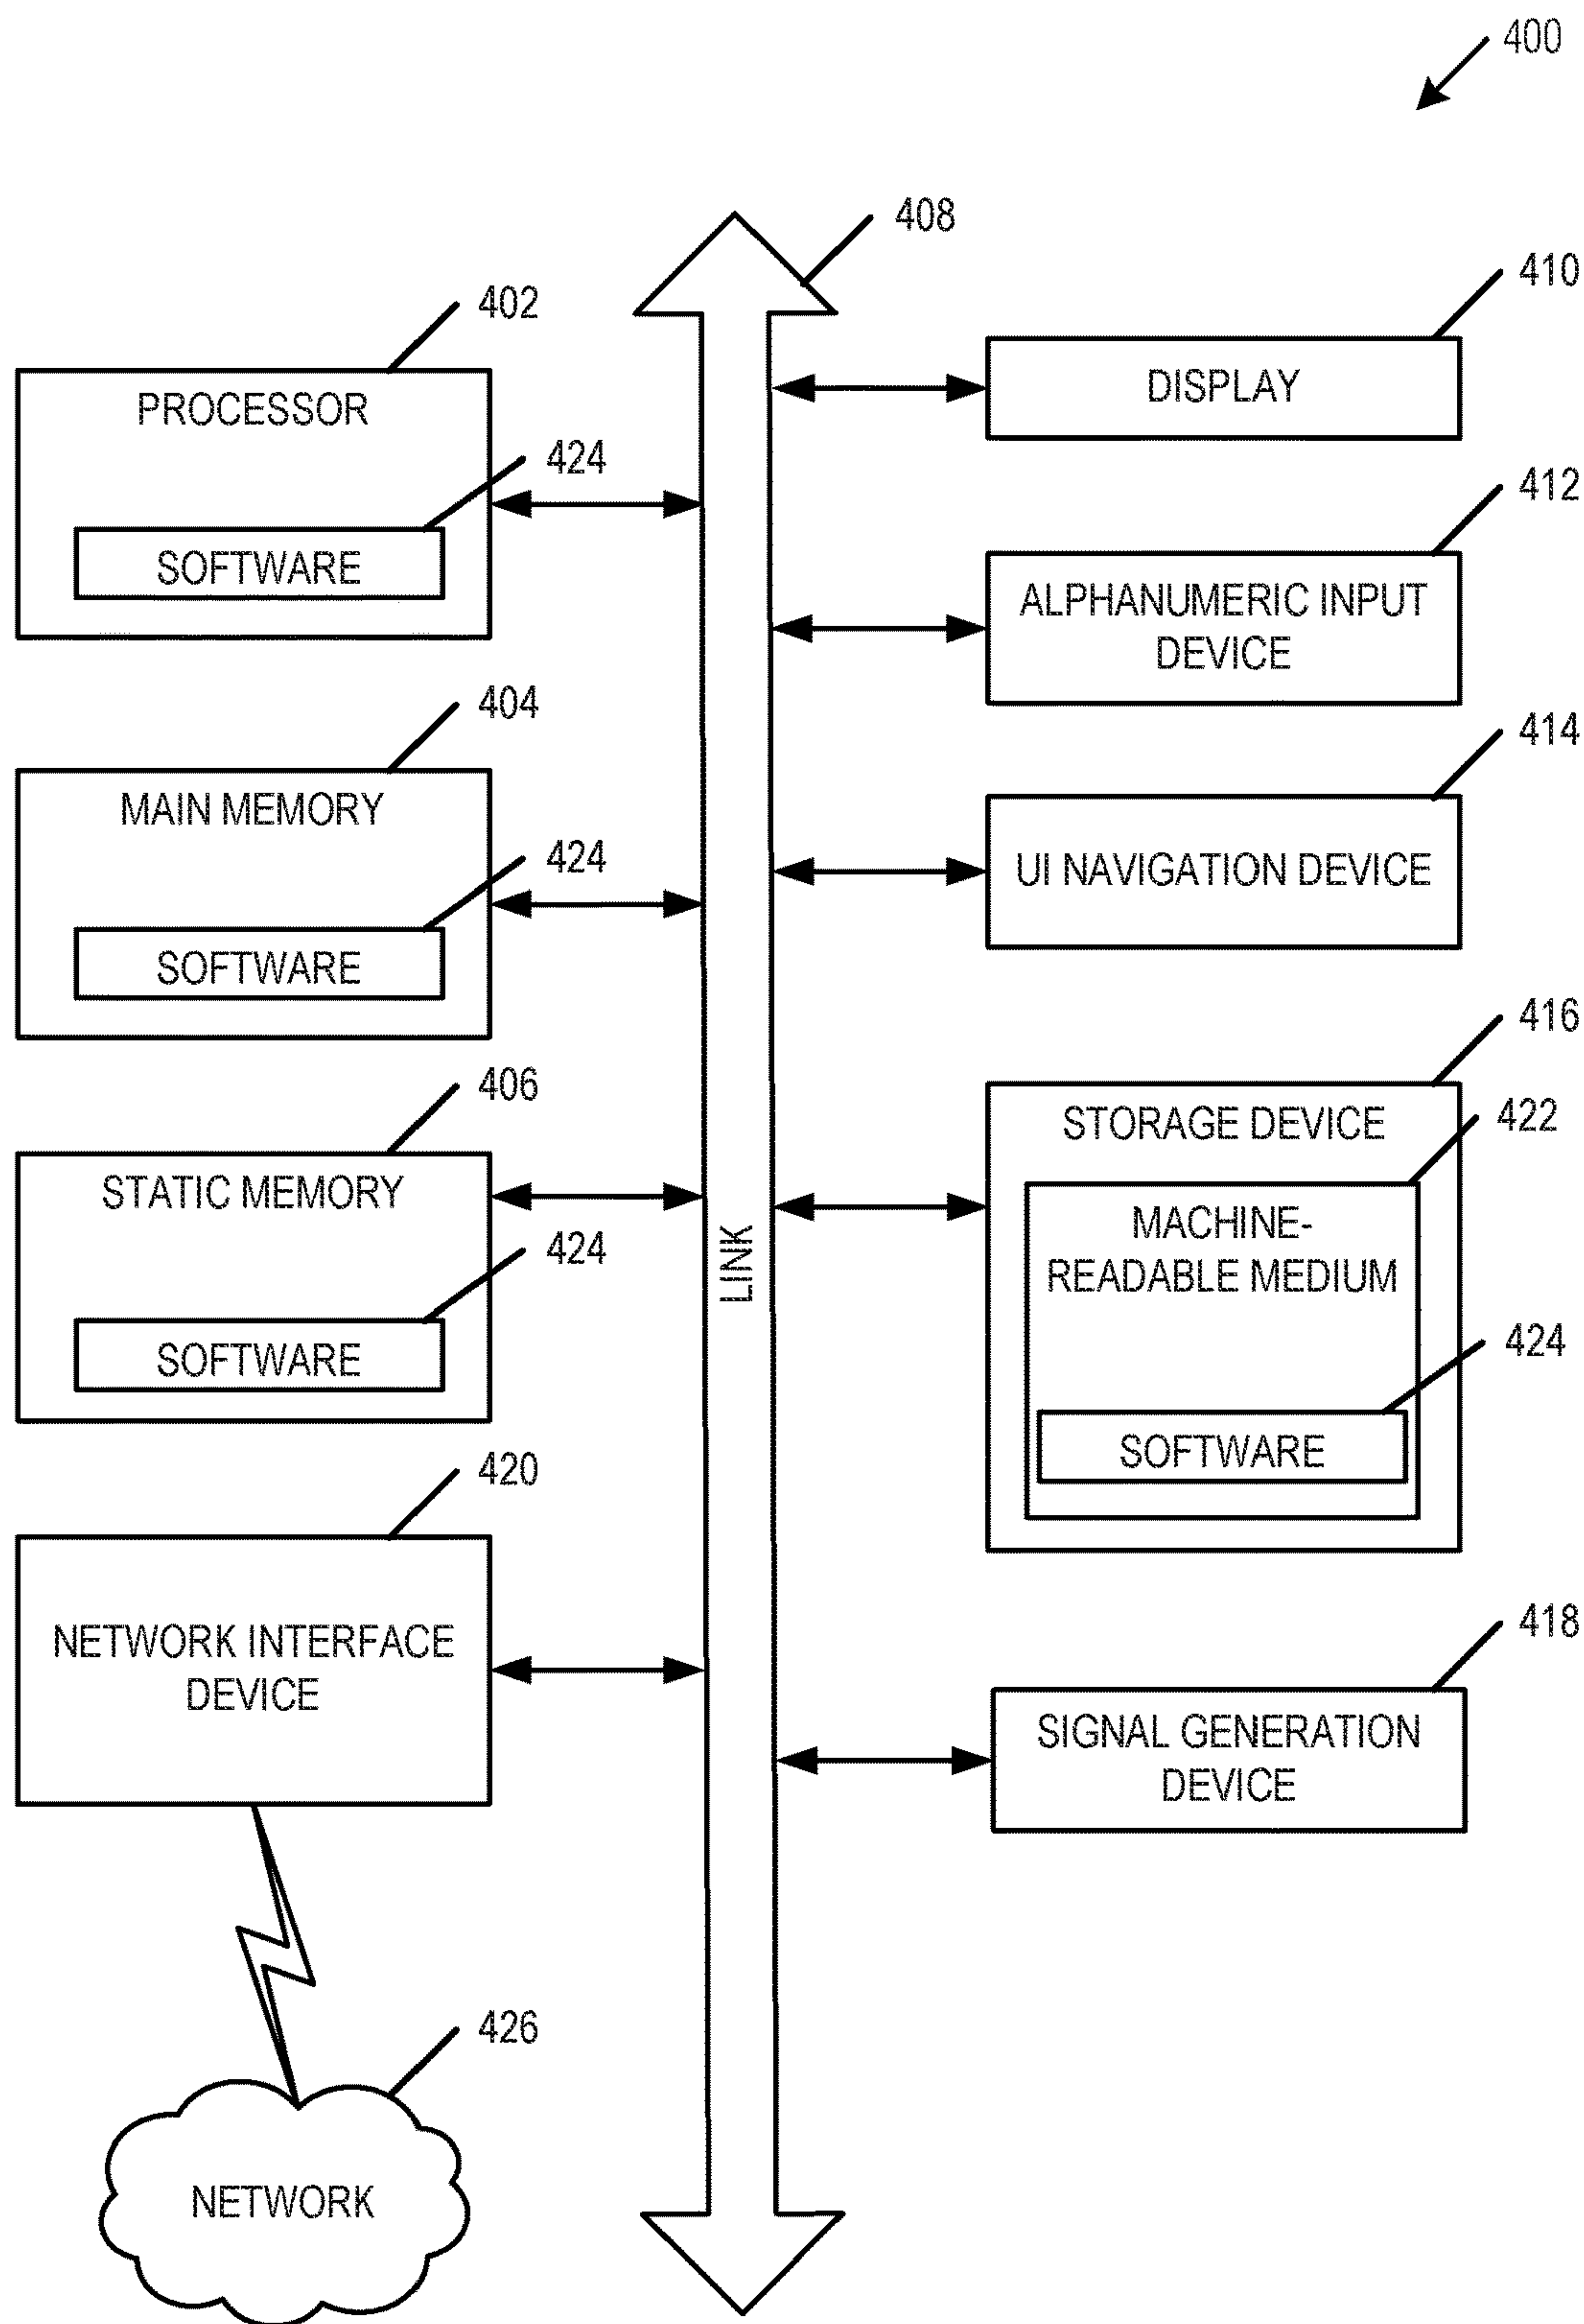 400
408
402
PROCESSOR
424
SOFTWARE
404
MAIN MEMORY
424
SOFTWARE
406
STATIC MEMORY
424
SOFTWARE
420
NETWORK INTERFACE
DEVICE
426
NETWORK
LINK
410
DISPLAY
412
ALPHANUMERIC INPUT
DEVICE
414
UI NAVIGATION DEVICE
416
STORAGE DEVICE
422
MACHINE-
READABLE MEDIUM
424
SOFTWARE
418
SIGNAL GENERATION
DEVICE